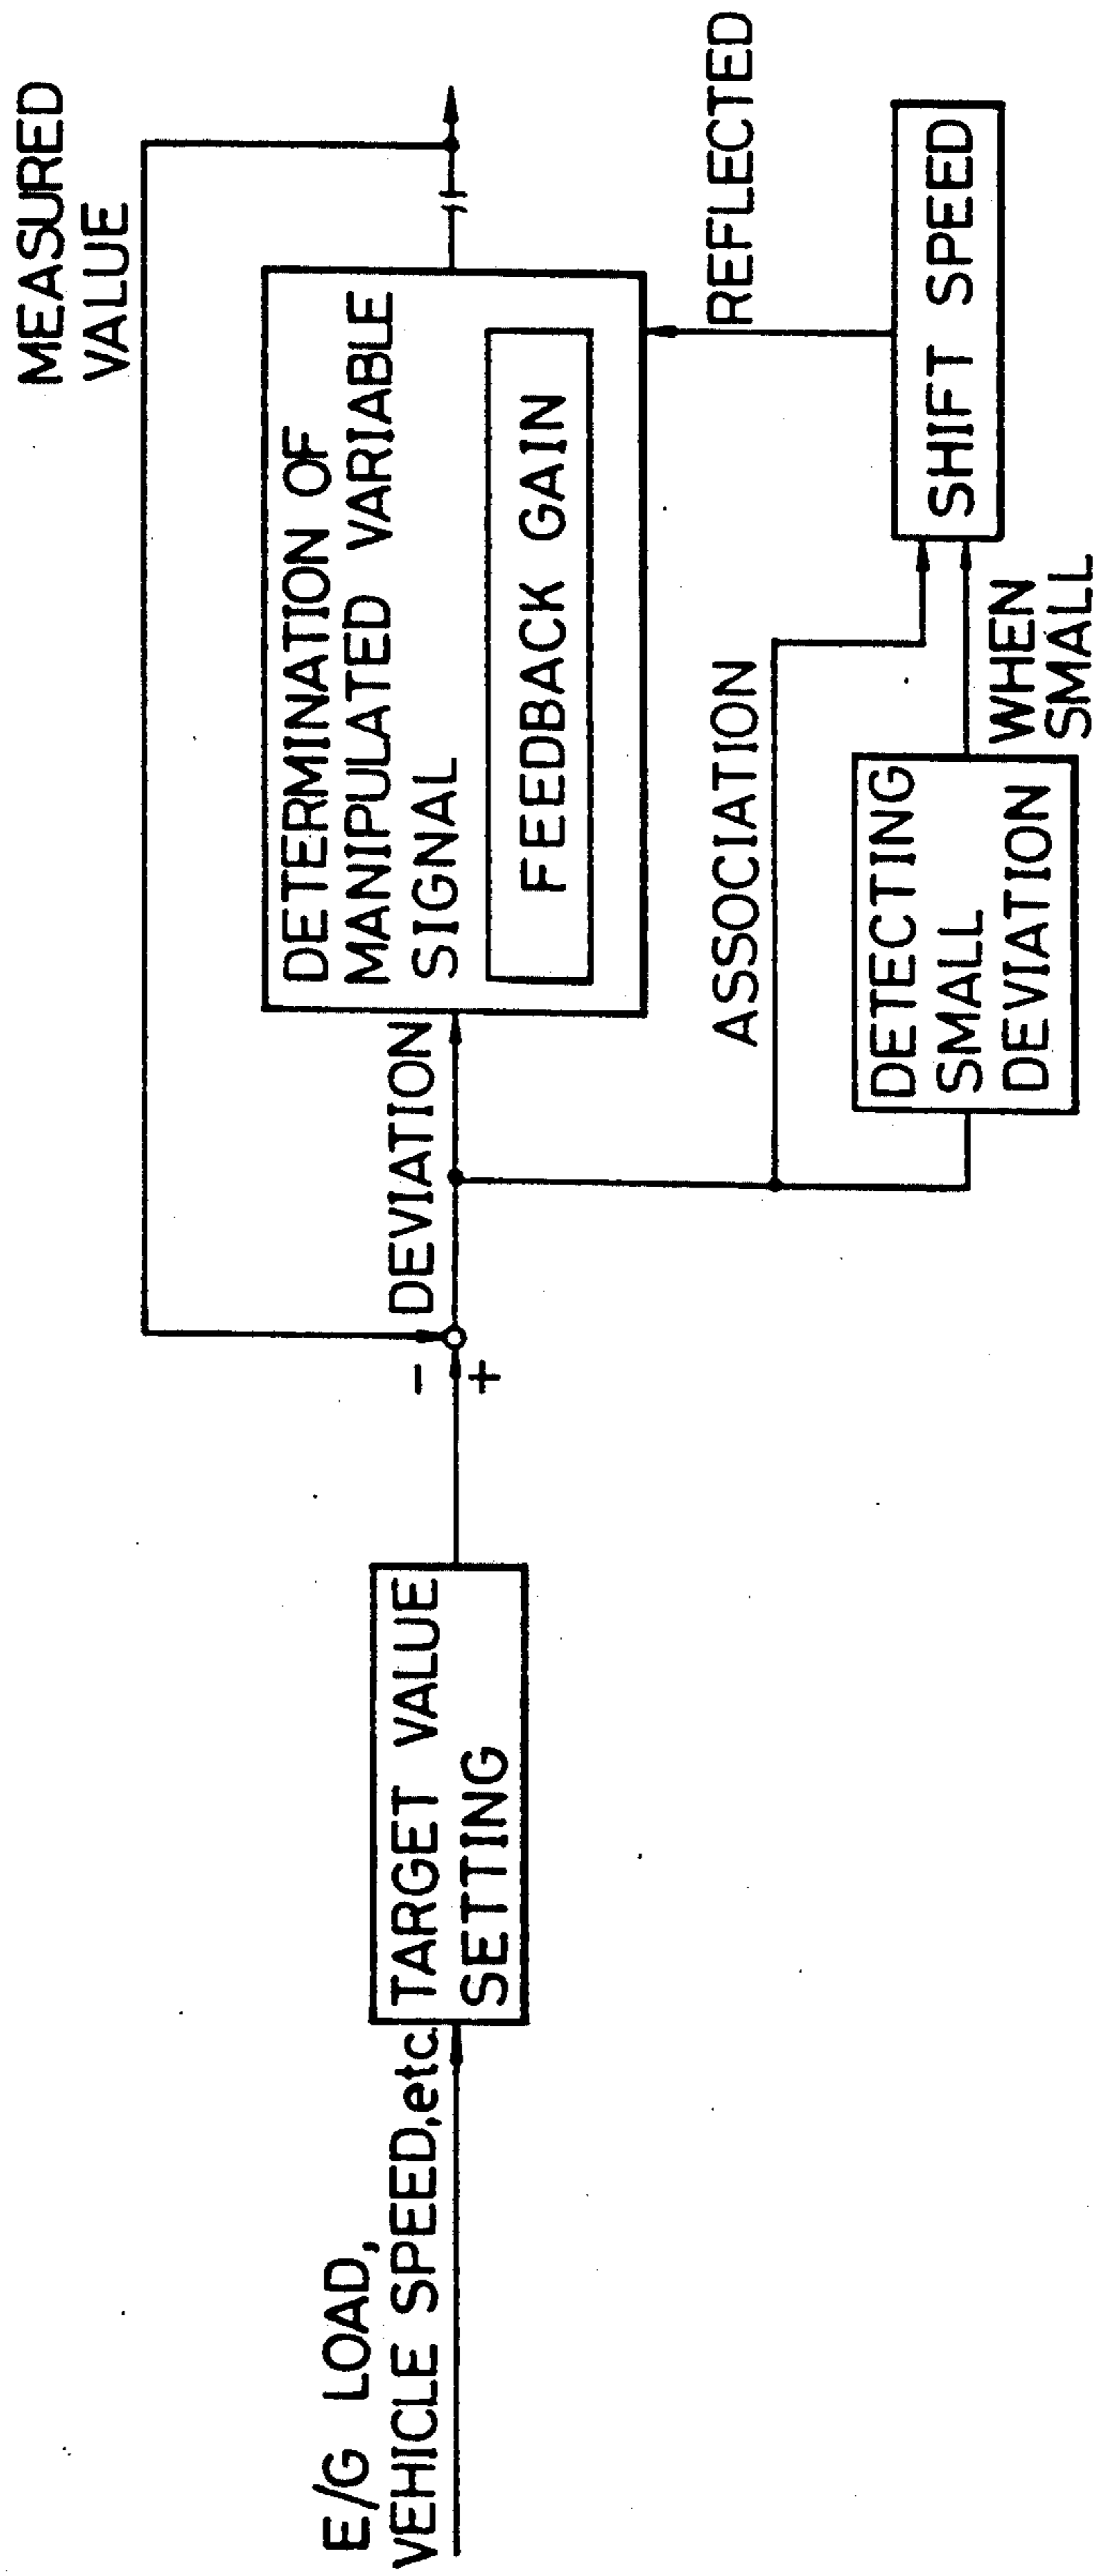 E/G LOAD,
VEHICLE SPEED,etc.
TARGET VALUE
SETTING
-
+
DEVIATION
MEASURED
VALUE
DETERMINATION OF
MANIPULATED VARIABLE
SIGNAL
FEEDBACK GAIN
ASSOCIATION
REFLECTED
DETECTING
SMALL
DEVIATION
WHEN
SMALL
SHIFT SPEED